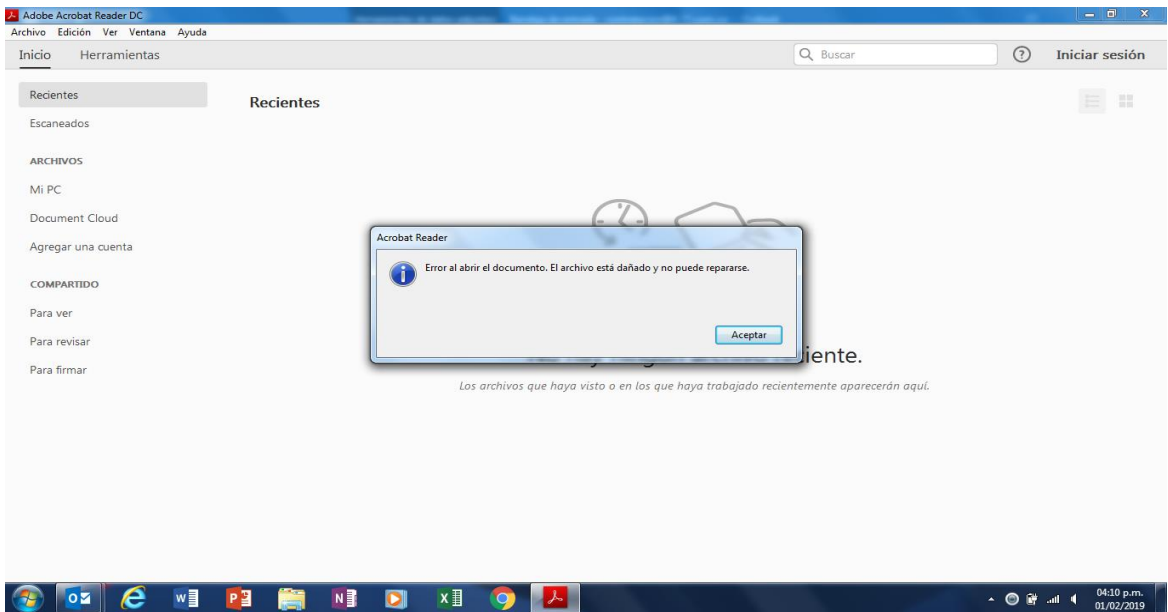 Adobe Acrobat Reader DC
Archivo Edición Ver Ventana Ayuda
Inicio Herramientas Buscar ? Iniciar sesión
Recientes
Escaneados
ARCHIVOS
Mi PC
Document Cloud
Agregar una cuenta
COMPARTIDO
Para ver
Para revisar
Para firmar
Recientes
Acrobat Reader
Error al abrir el documento. El archivo está dañado y no puede repararse.
Aceptar
Los archivos que haya visto o en los que haya trabajado recientemente aparecerán aquí.
04:10 p.m.
01/02/2019